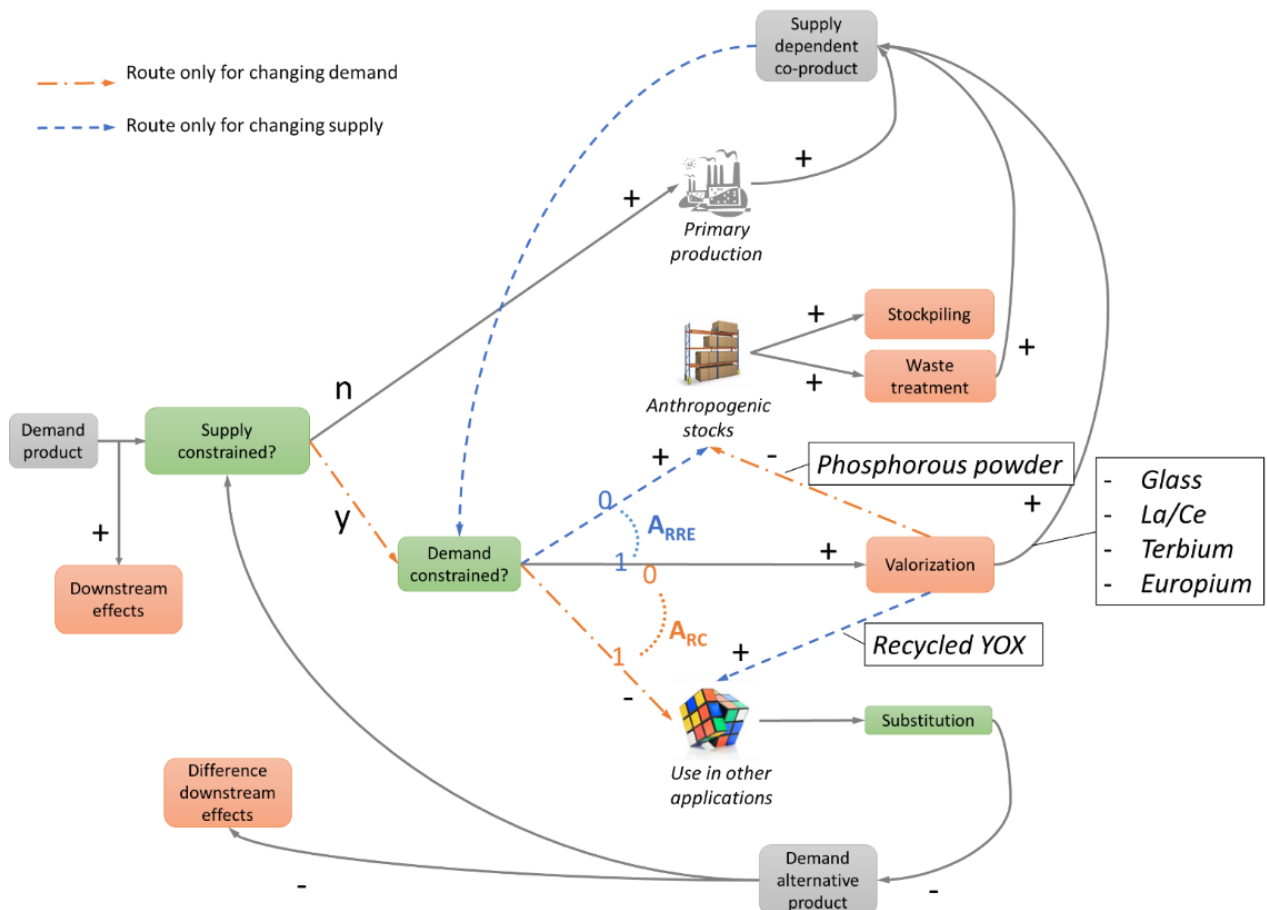 Supply
dependent
co-product
Route only for changing demand
Route only for changing supply
+
+
Primary
production
n
+
Stockpiling
+
+
Waste
treatment
Anthropogenic
stocks
Demand
product
Supply
constrained?
+
-
Phosphorous powder
+
- Glass
- La/Ce
- Terbium
- Europium
y
0
A_RRE
+
Downstream
effects
Demand
constrained?
1
0
+
Valorization
A_RC
1
-
+
Recycled YOX
Substitution
Use in other
applications
Difference
downstream
effects
-
Demand
alternative
product
-